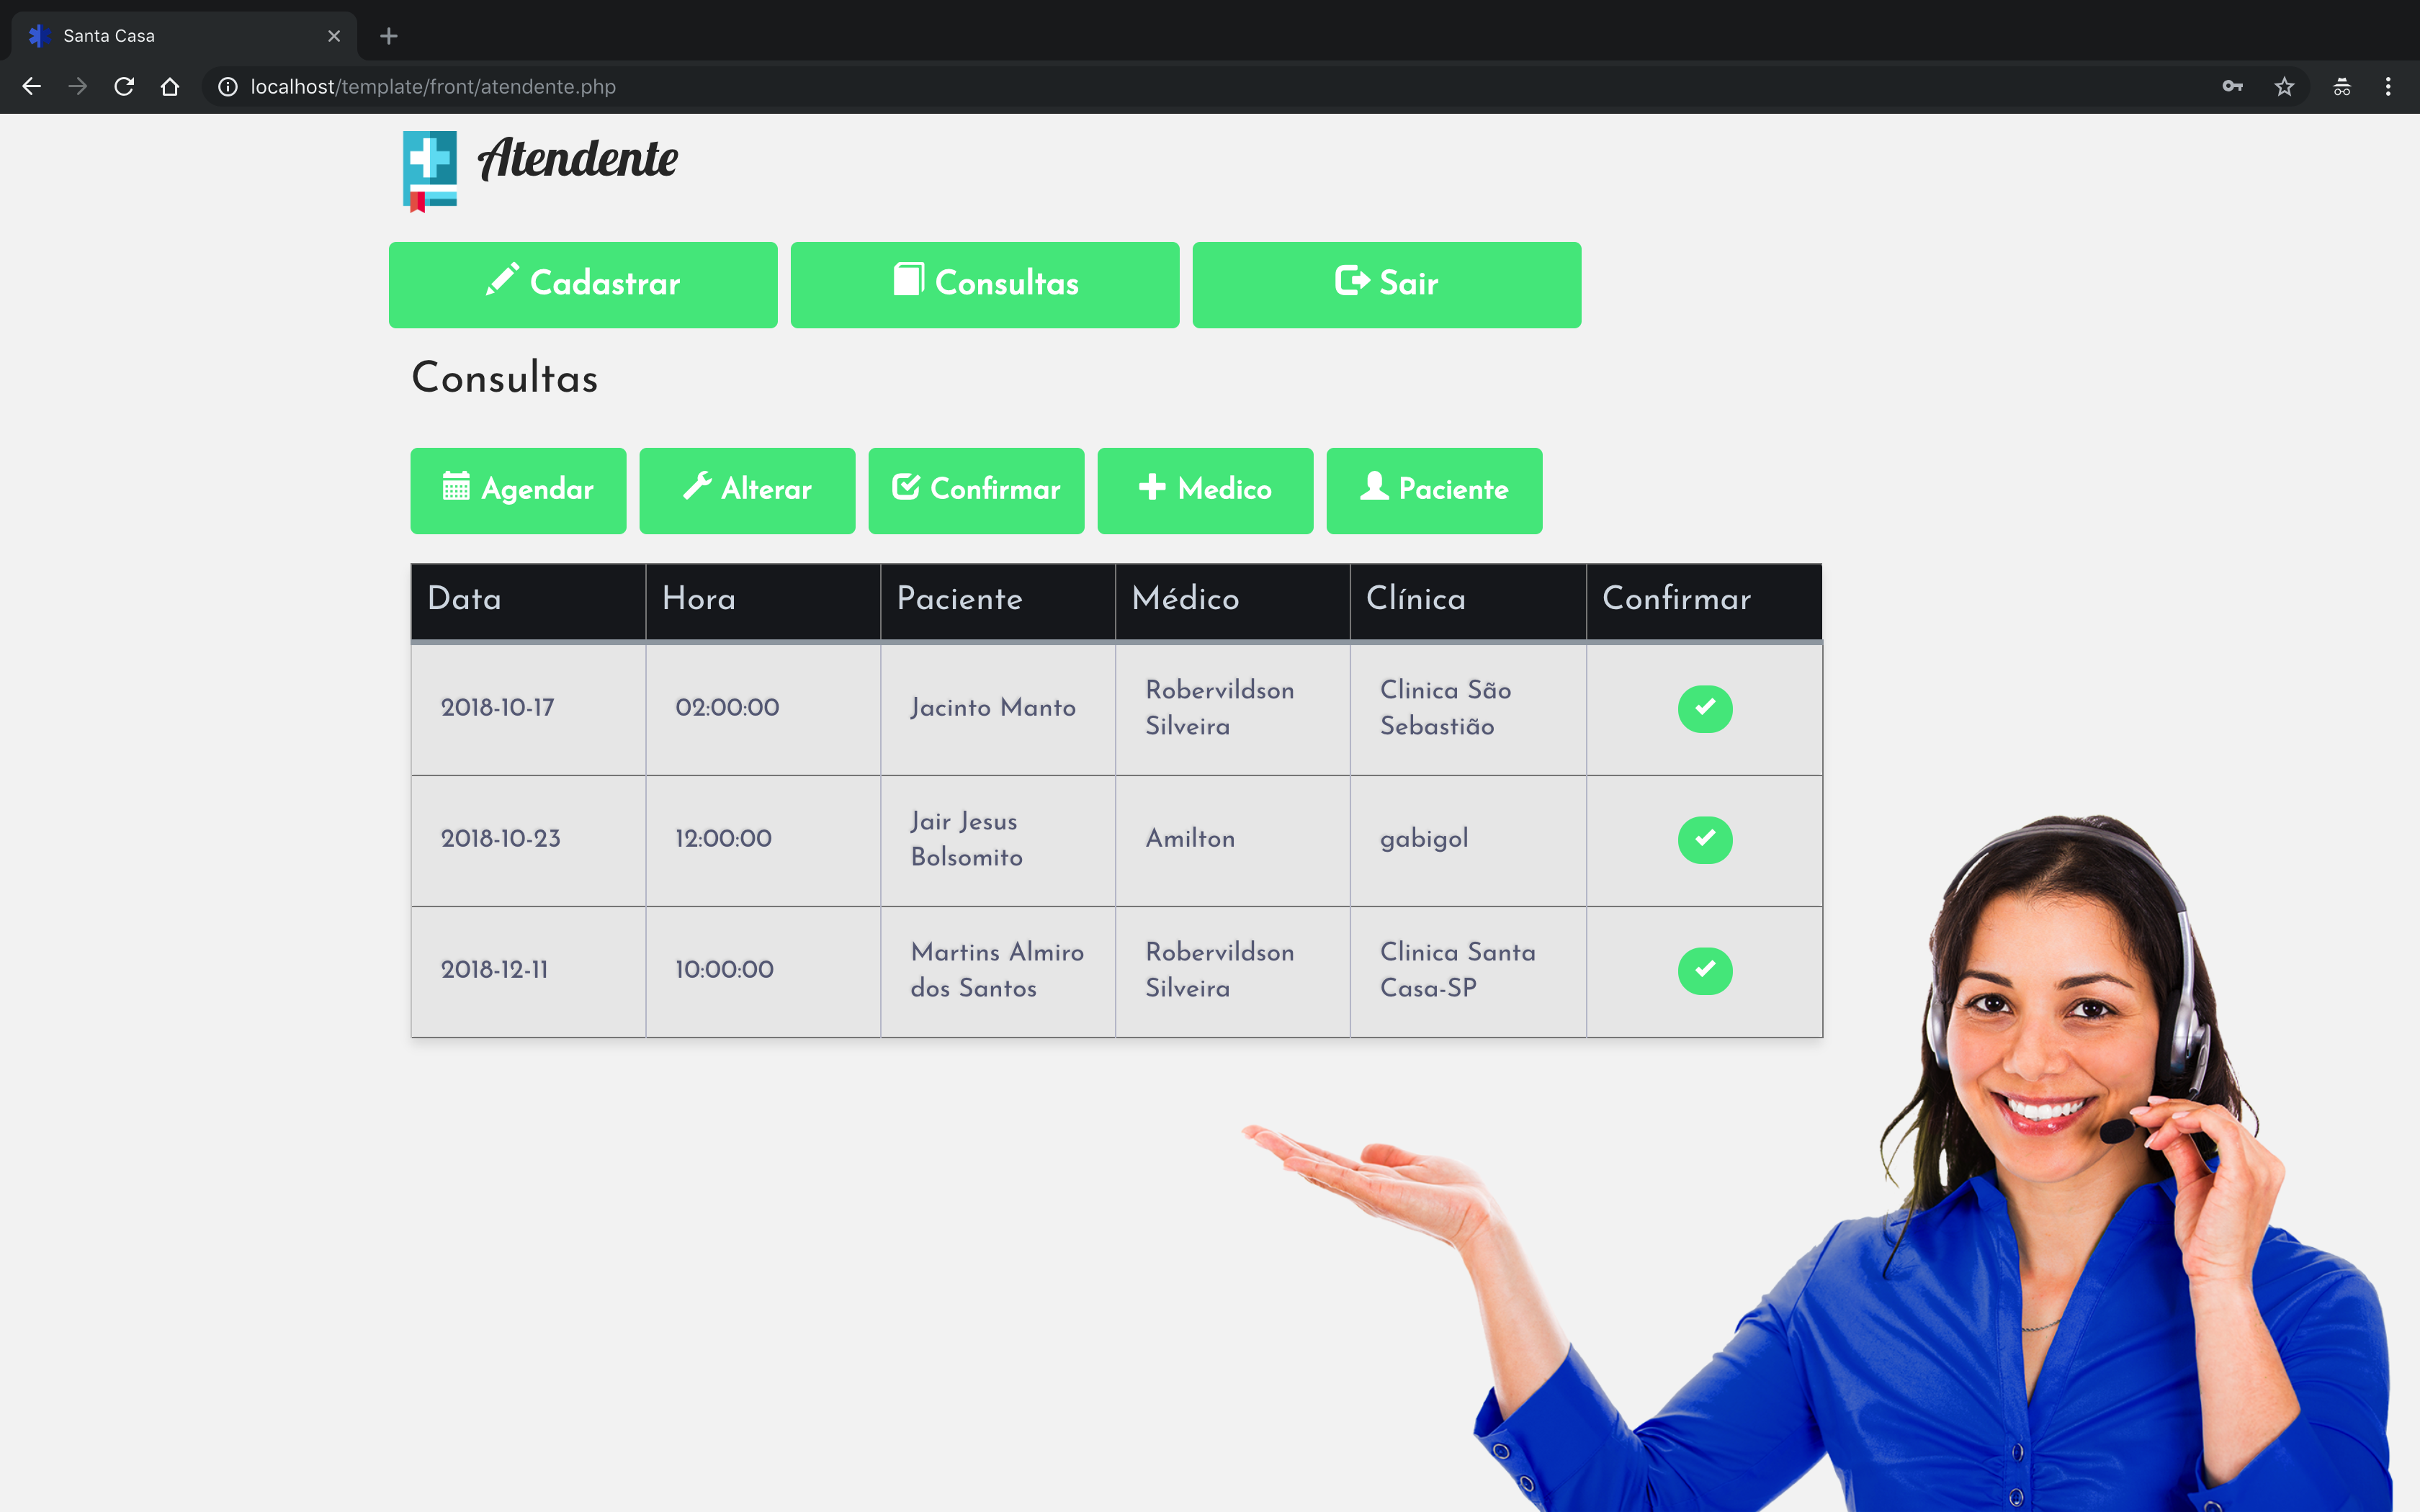 Santa Casa
localhost/template/front/atendente.php
Atendente
Cadastrar Consultas Sair
Consultas
Agendar Alterar Confirmar Medico Paciente
Data Hora Paciente Médico Clínica Confirmar
2018-10-17 02:00:00 Jacinto Manto Robervildson Silveira Clinica São Sebastião
2018-10-23 12:00:00 Jair Jesus Bolsomito Amilton gabigol
2018-12-11 10:00:00 Martins Almiro dos Santos Robervildson Silveira Clinica Santa Casa-SP